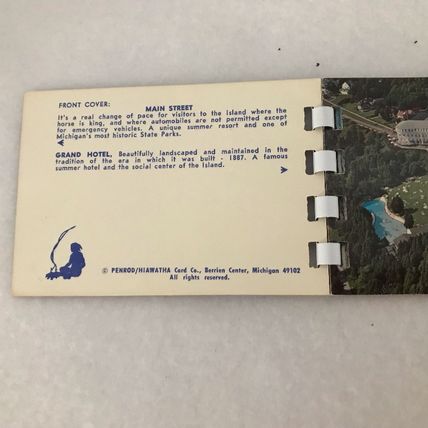 FRONT COVER:
MAIN STREET
It's a real change of pace for visitors to the island where the
horse is king, and where automobiles are not permitted except
for emergency vehicles. A unique summer resort and one of
Michigan's most historic State Parks.
GRAND HOTEL, Beautifully landscaped and maintained in the
tradition of the era in which it was built - 1887. A famous
summer hotel and the social center of the Island.
© PENROD/HIAWATHA Card Co., Berrien Center, Michigan 49102
All rights reserved.